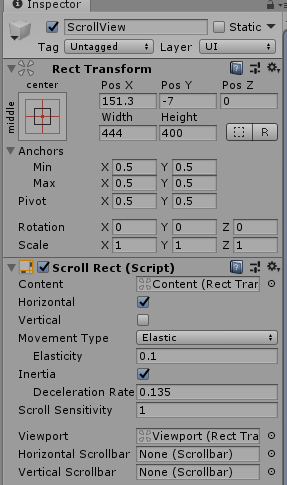 Inspector
ScrollView Static
Tag Untagged Layer UI
Rect Transform
center Pos X Pos Y Pos Z
middle 151.3 -7 0
Width Height
444 400 R
Anchors
Min X 0.5 Y 0.5
Max X 0.5 Y 0.5
Pivot X 0.5 Y 0.5
Rotation X 0 Y 0 Z 0
Scale X 1 Y 1 Z 1
Scroll Rect (Script)
Content Content (Rect Tran
Horizontal
Vertical
Movement Type Elastic
Elasticity 0.1
Inertia
Deceleration Rate 0.135
Scroll Sensitivity 1
Viewport Viewport (Rect Tra
Horizontal Scrollbar None (Scrollbar)
Vertical Scrollbar None (Scrollbar)